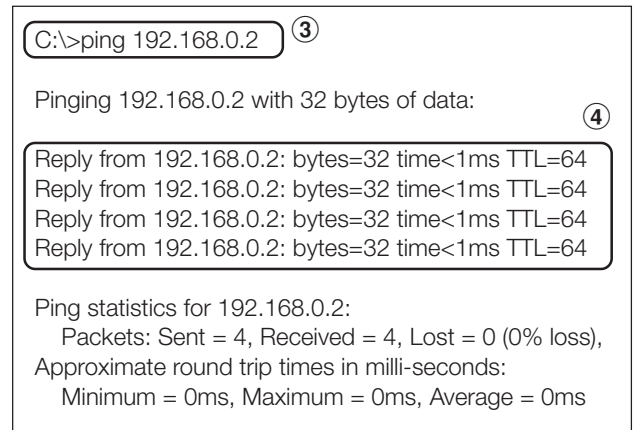 C:\>ping 192.168.0.2 ③
Pinging 192.168.0.2 with 32 bytes of data:
④
Reply from 192.168.0.2: bytes=32 time<1ms TTL=64
Reply from 192.168.0.2: bytes=32 time<1ms TTL=64
Reply from 192.168.0.2: bytes=32 time<1ms TTL=64
Reply from 192.168.0.2: bytes=32 time<1ms TTL=64
Ping statistics for 192.168.0.2:
Packets: Sent = 4, Received = 4, Lost = 0 (0% loss),
Approximate round trip times in milli-seconds:
Minimum = 0ms, Maximum = 0ms, Average = 0ms